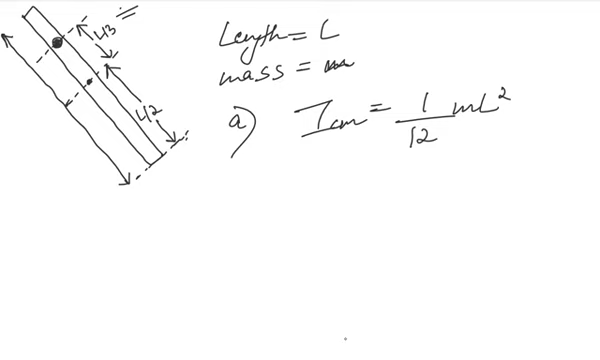 L/3
L/2
Length = L
mass = m
a) Icm = 1/12 mL²